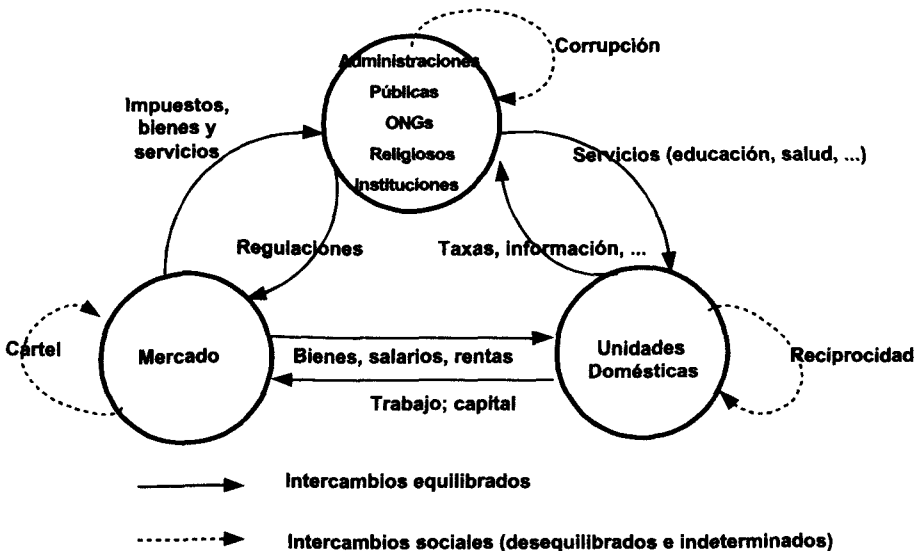 Corrupción
Administraciones
Públicas
ONGs
Religiosos
Instituciones
Impuestos,
bienes y
servicios
Servicios (educación, salud, ...)
Regulaciones
Taxas, información, ...
Cártel
Mercado
Bienes, salarios, rentas
Trabajo; capital
Unidades
Domésticas
Recíprocidad
Intercambios equilibrados
Intercambios sociales (desequilibrados e indeterminados)